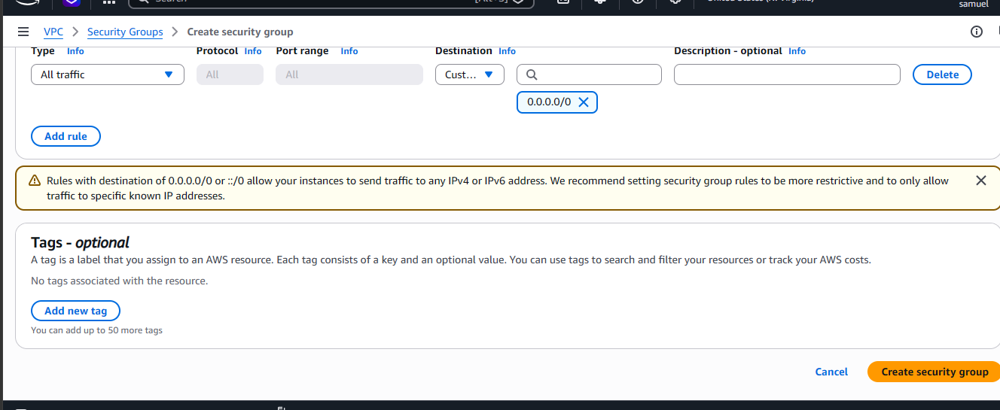 samuel
VPC > Security Groups > Create security group
Type Info Protocol Info Port range Info Destination Info Description - optional Info
All traffic All All Cust... Delete
0.0.0.0/0
Add rule
Rules with destination of 0.0.0.0/0 or ::/0 allow your instances to send traffic to any IPv4 or IPv6 address. We recommend setting security group rules to be more restrictive and to only allow
traffic to specific known IP addresses.
Tags - optional
A tag is a label that you assign to an AWS resource. Each tag consists of a key and an optional value. You can use tags to search and filter your resources or track your AWS costs.
No tags associated with the resource.
Add new tag
You can add up to 50 more tags
Cancel Create security group